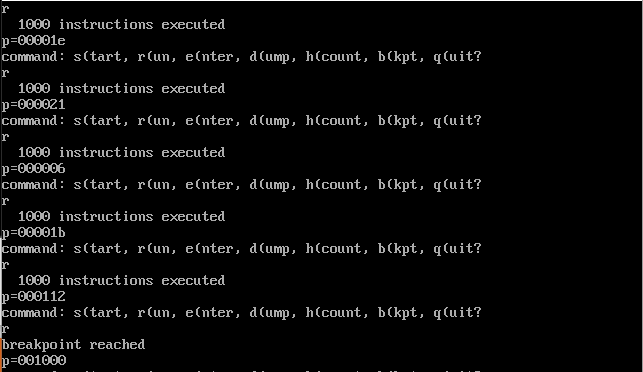 r
  1000 instructions executed
p=00001e
command: s(tart, r(un, e(nter, d(ump, h(count, b(kpt, q(uit?
r
  1000 instructions executed
p=000021
command: s(tart, r(un, e(nter, d(ump, h(count, b(kpt, q(uit?
r
  1000 instructions executed
p=000006
command: s(tart, r(un, e(nter, d(ump, h(count, b(kpt, q(uit?
r
  1000 instructions executed
p=00001b
command: s(tart, r(un, e(nter, d(ump, h(count, b(kpt, q(uit?
r
  1000 instructions executed
p=000112
command: s(tart, r(un, e(nter, d(ump, h(count, b(kpt, q(uit?
r
breakpoint reached
p=001000